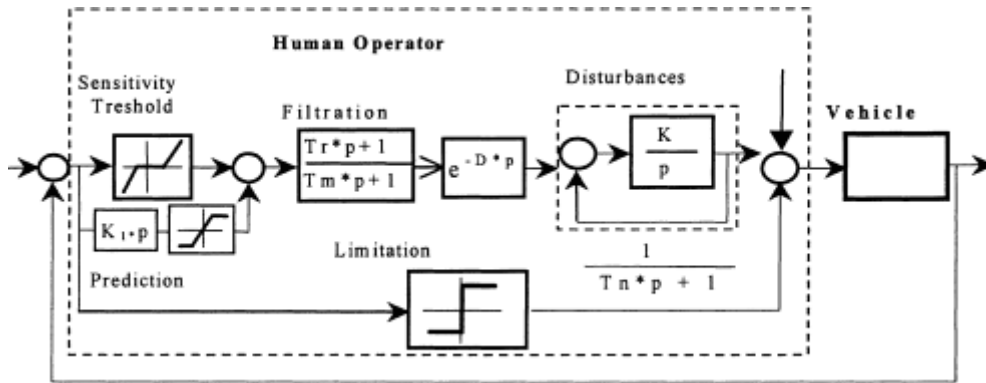 Human Operator
Sensitivity
Treshold
Filtration
Disturbances
Vehicle
Tr*p+1
Tm*p+1
e-D*p
K
p
K1*p
Prediction
Limitation
1
Tn*p + 1